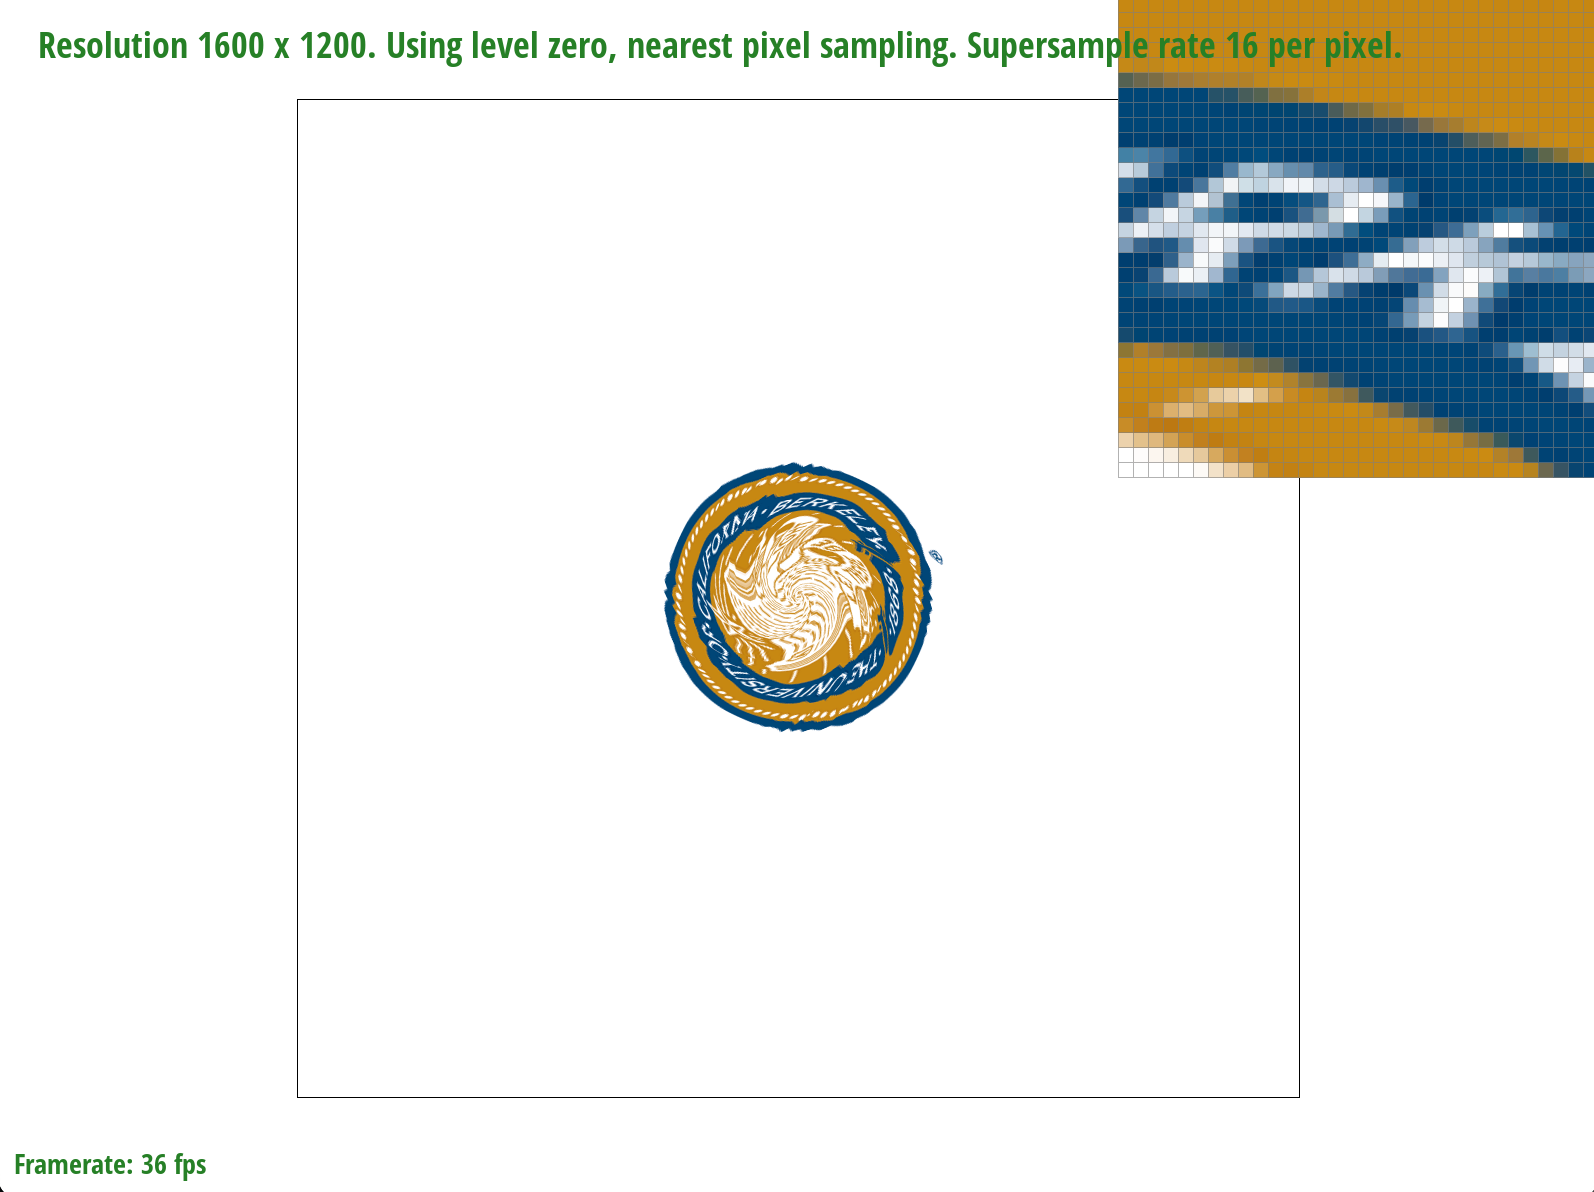 Resolution 1600 x 1200. Using level zero, nearest pixel sampling. Supersample rate 16 per pixel.
·THE UNIVERSITY·OF·CALIFORNIA·BERKELEY·
·1868·
®
Framerate: 36 fps